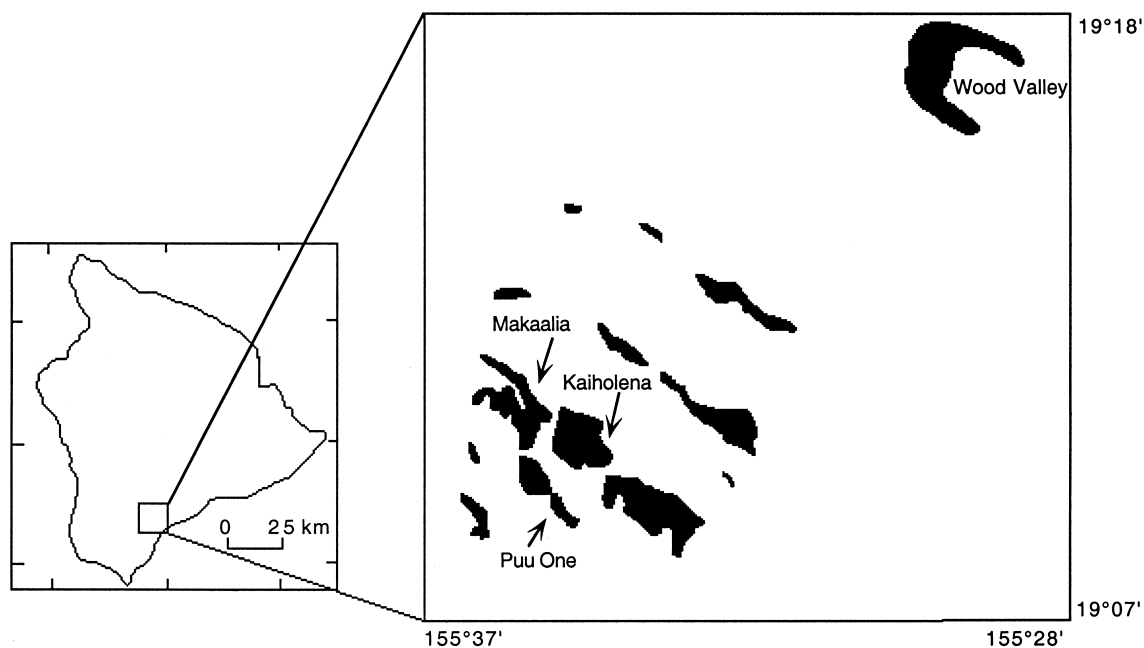 19°18'
Wood Valley
Makaalia
Kaiholena
0 25 km
Puu One
19°07'
155°37' 155°28'